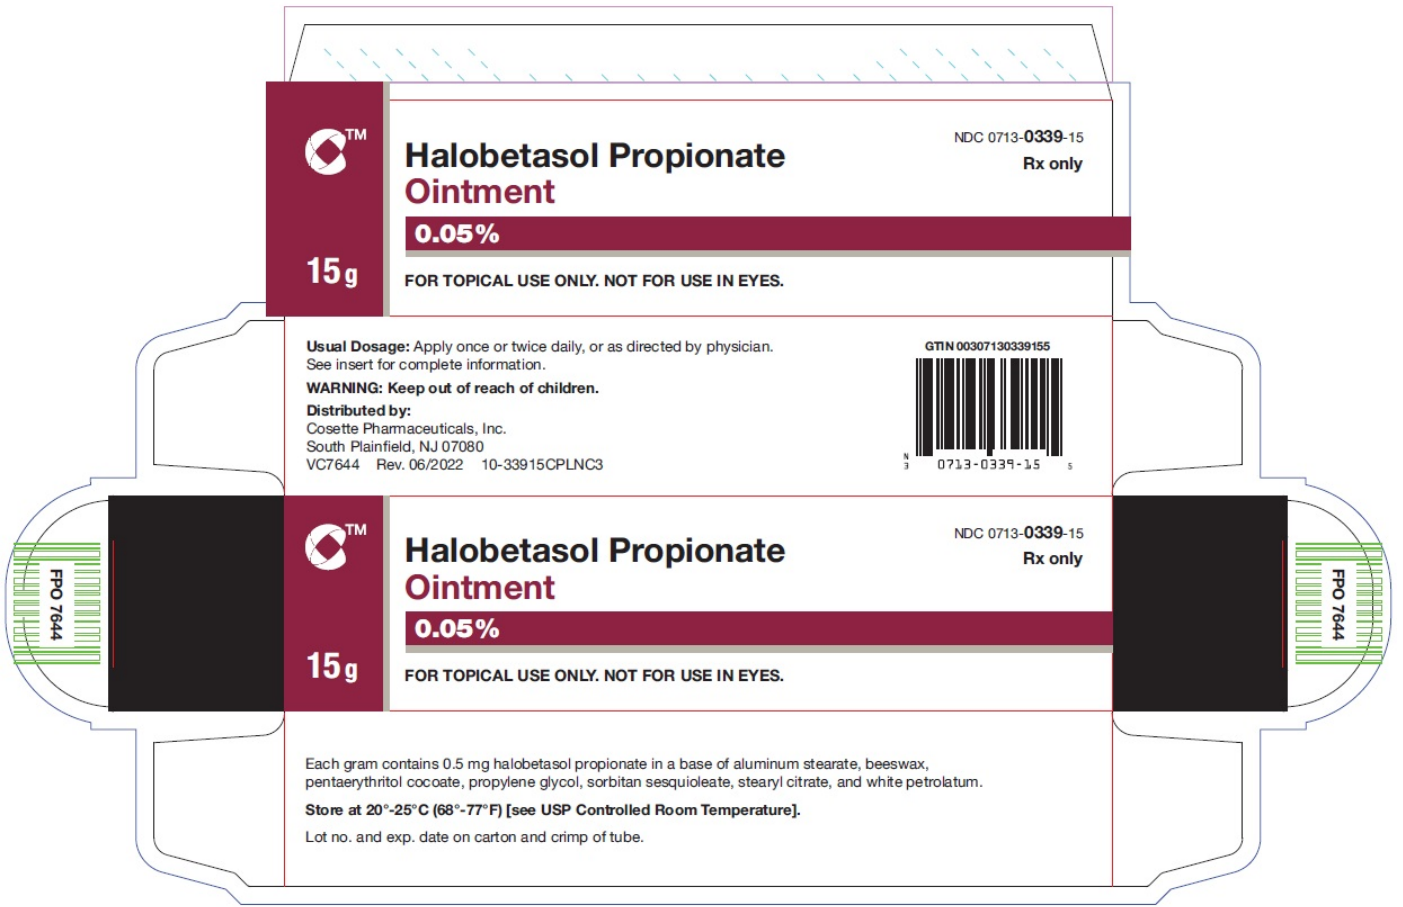 TM
Halobetasol Propionate
Ointment
NDC 0713-0339-15
Rx only
0.05%
15 g
FOR TOPICAL USE ONLY. NOT FOR USE IN EYES.
Usual Dosage: Apply once or twice daily, or as directed by physician.
See insert for complete information.
WARNING: Keep out of reach of children.
Distributed by:
Cosette Pharmaceuticals, Inc.
South Plainfield, NJ 07080
VC7644 Rev. 06/2022 10-33915CPLNC3
GTIN 00307130339155
N
3 0713-0339-15 5
TM
Halobetasol Propionate
Ointment
NDC 0713-0339-15
Rx only
0.05%
15 g
FOR TOPICAL USE ONLY. NOT FOR USE IN EYES.
FPO 7644
FPO 7644
Each gram contains 0.5 mg halobetasol propionate in a base of aluminum stearate, beeswax,
pentaerythritol cocoate, propylene glycol, sorbitan sesquioleate, stearyl citrate, and white petrolatum.
Store at 20°-25°C (68°-77°F) [see USP Controlled Room Temperature].
Lot no. and exp. date on carton and crimp of tube.